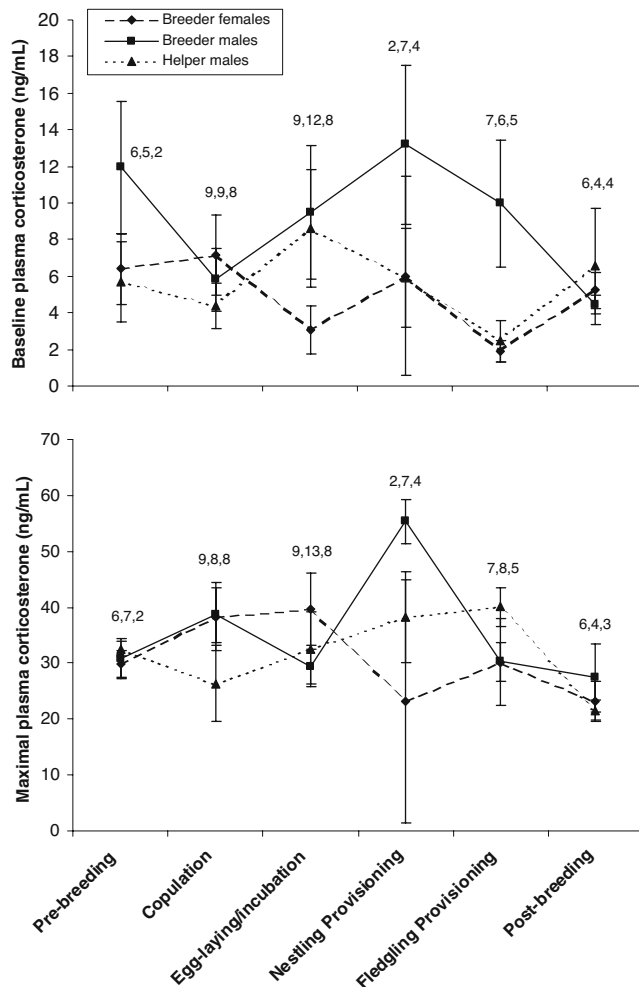 Breeder females
Breeder males
Helper males
Baseline plasma corticosterone (ng/mL)
20
18
16
14
12
10
8
6
4
2
0
6,5,2
9,9,8
9,12,8
2,7,4
7,6,5
6,4,4
Maximal plasma corticosterone (ng/mL)
70
60
50
40
30
20
10
0
6,7,2
9,8,8
9,13,8
2,7,4
7,8,5
6,4,3
Pre-breeding
Copulation
Egg-laying/incubation
Nestling Provisioning
Fledgling Provisioning
Post-breeding